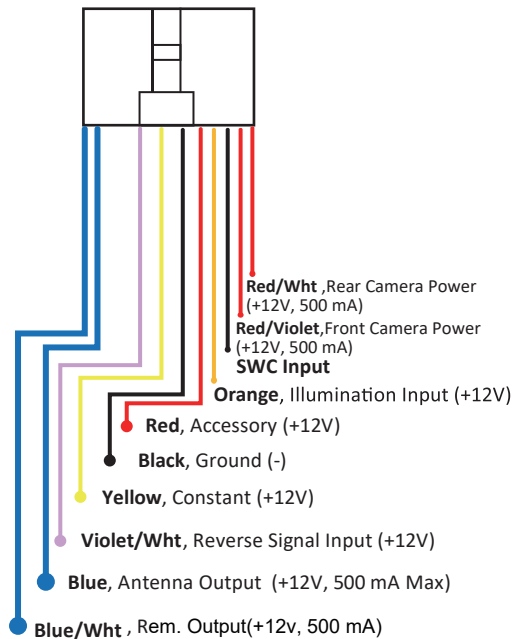 Red/Wht ,Rear Camera Power
(+12V, 500 mA)
Red/Violet,Front Camera Power
(+12V, 500 mA)
SWC Input
Orange, Illumination Input (+12V)
Red, Accessory (+12V)
Black, Ground (-)
Yellow, Constant (+12V)
Violet/Wht, Reverse Signal Input (+12V)
Blue, Antenna Output (+12V, 500 mA Max)
Blue/Wht , Rem. Output(+12v, 500 mA)